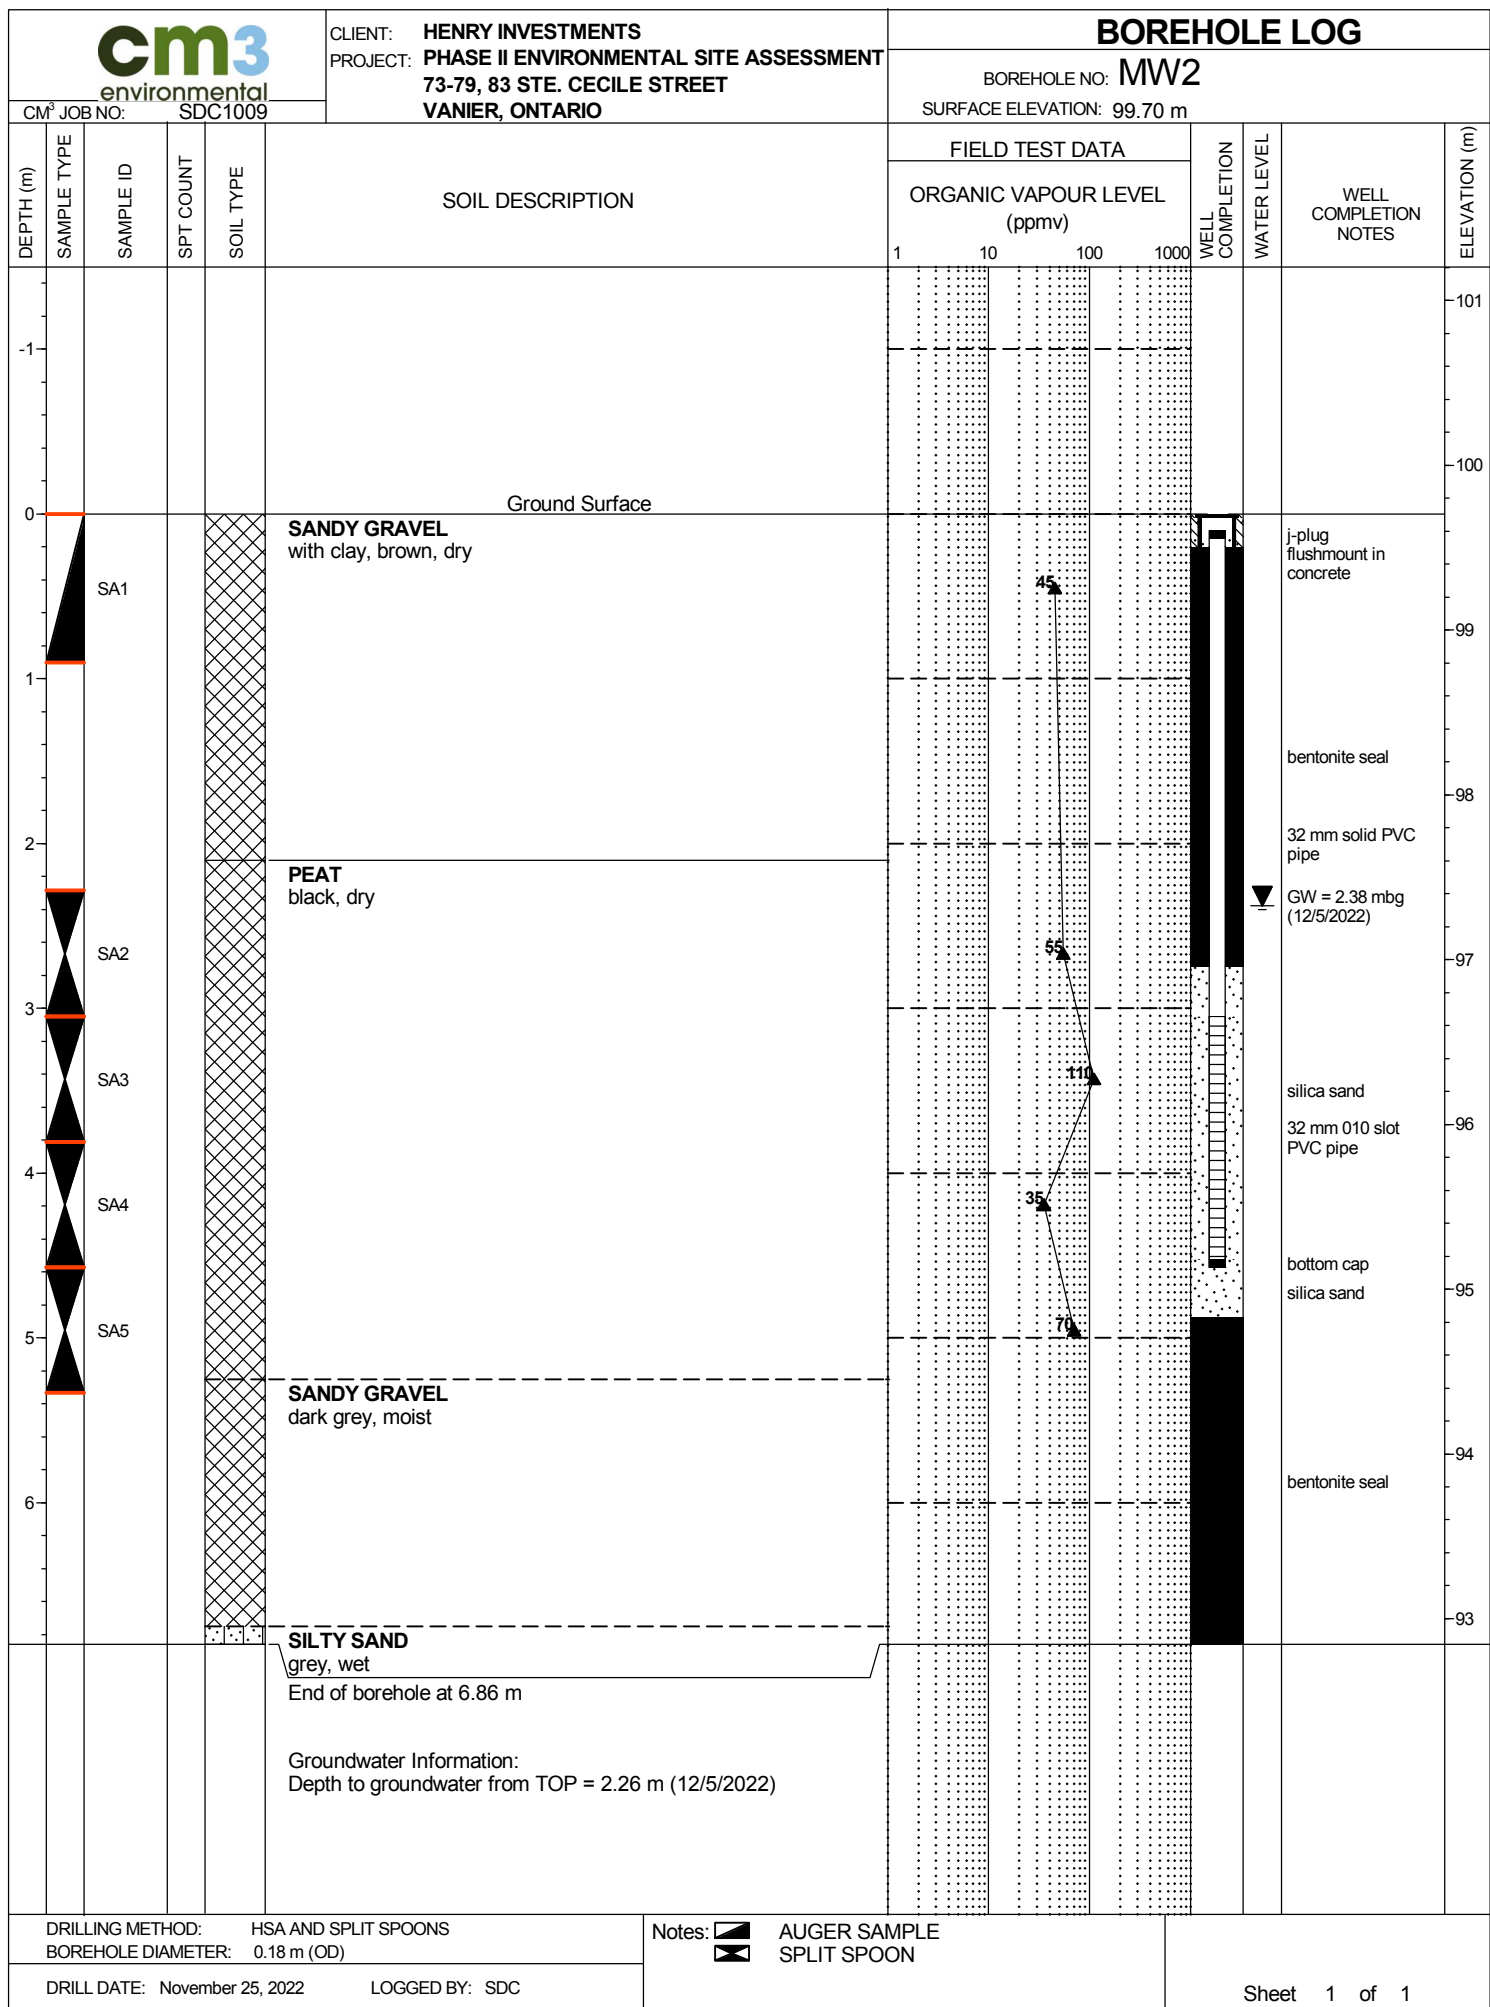 cm3
environmental
CM³ JOB NO: SDC1009
CLIENT: HENRY INVESTMENTS
PROJECT: PHASE II ENVIRONMENTAL SITE ASSESSMENT
73-79, 83 STE. CECILE STREET
VANIER, ONTARIO
BOREHOLE LOG
BOREHOLE NO: MW2
SURFACE ELEVATION: 99.70 m
DEPTH (m)
SAMPLE TYPE
SAMPLE ID
SPT COUNT
SOIL TYPE
SOIL DESCRIPTION
FIELD TEST DATA
ORGANIC VAPOUR LEVEL
(ppmv)
1 10 100 1000
WELL
COMPLETION
WATER LEVEL
WELL
COMPLETION
NOTES
ELEVATION (m)
101
-1
100
Ground Surface
0
SANDY GRAVEL
with clay, brown, dry
j-plug
flushmount in
concrete
SA1
45
99
1
bentonite seal
98
32 mm solid PVC
pipe
2
PEAT
black, dry
GW = 2.38 mbg
(12/5/2022)
SA2
55
97
3
SA3
110
silica sand
96
32 mm 010 slot
PVC pipe
4
SA4
35
bottom cap
95
silica sand
SA5
70
5
SANDY GRAVEL
dark grey, moist
94
bentonite seal
6
93
SILTY SAND
grey, wet
End of borehole at 6.86 m
Groundwater Information:
Depth to groundwater from TOP = 2.26 m (12/5/2022)
DRILLING METHOD: HSA AND SPLIT SPOONS
BOREHOLE DIAMETER: 0.18 m (OD)
DRILL DATE: November 25, 2022 LOGGED BY: SDC
Notes: AUGER SAMPLE
SPLIT SPOON
Sheet 1 of 1